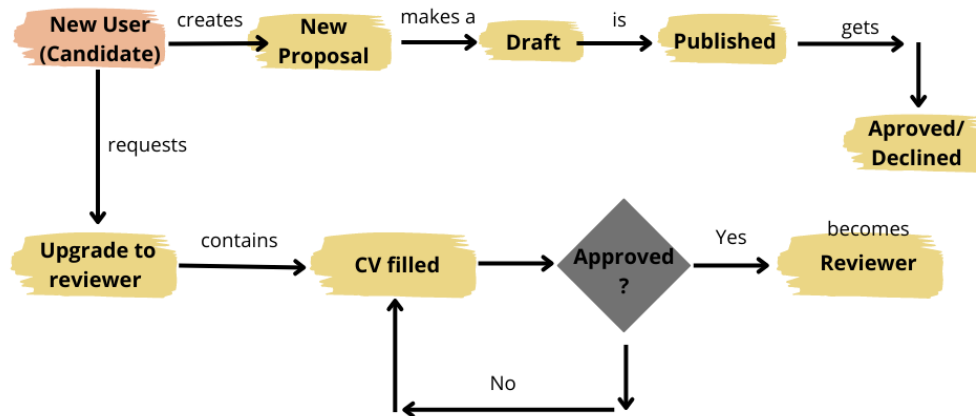 New User
(Candidate)
creates
New
Proposal
makes a
Draft
is
Published
gets
Aproved/
Declined
requests
Upgrade to
reviewer
contains
CV filled
Approved
?
Yes
becomes
Reviewer
No